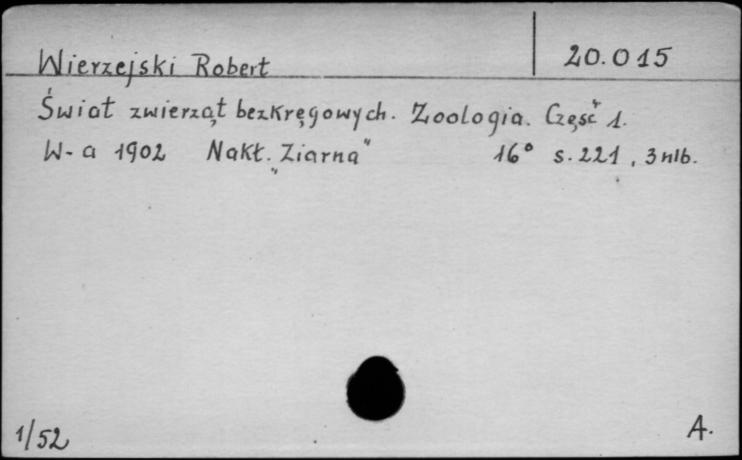 Wierzejski Robert 20.015
Świat zwierząt bezkręgowych. Zoologia. Część 1.
W-a 1902 Nakł. „Ziarna" 16° s. 221, 3 nlb.
1/52 A.